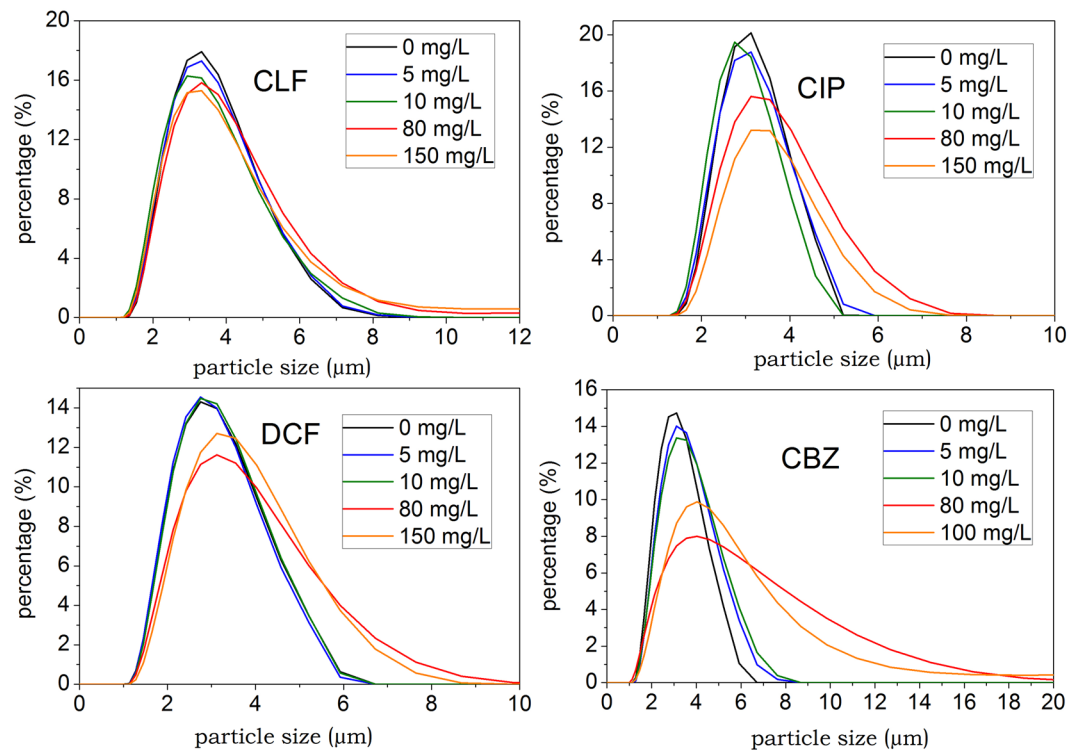 20
16
12
8
4
0
percentage (%)
CLF
0 mg/L
5 mg/L
10 mg/L
80 mg/L
150 mg/L
0 2 4 6 8 10 12
particle size (µm)
20
16
12
8
4
0
percentage (%)
CIP
0 mg/L
5 mg/L
10 mg/L
80 mg/L
150 mg/L
0 2 4 6 8 10
particle size (µm)
14
12
10
8
6
4
2
0
percentage (%)
DCF
0 mg/L
5 mg/L
10 mg/L
80 mg/L
150 mg/L
0 2 4 6 8 10
particle size (µm)
16
14
12
10
8
6
4
2
0
percentage (%)
CBZ
0 mg/L
5 mg/L
10 mg/L
80 mg/L
100 mg/L
0 2 4 6 8 10 12 14 16 18 20
particle size (µm)